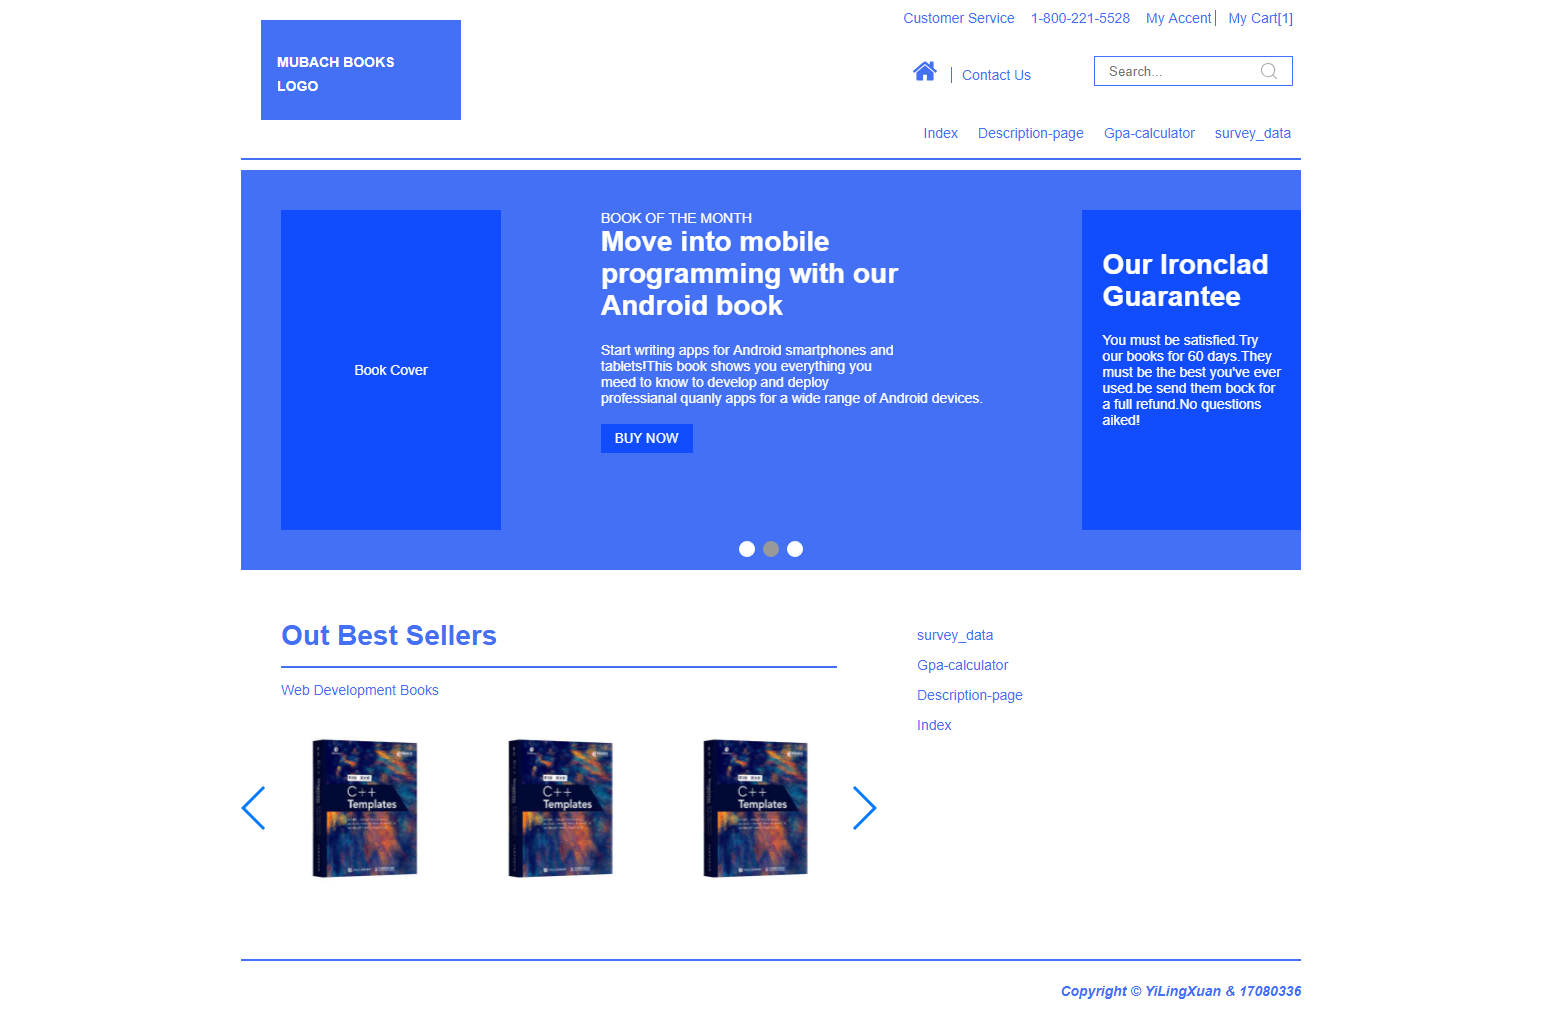 Customer Service 1-800-221-5528 My Accent My Cart[1]
MUBACH BOOKS
LOGO
Contact Us
Search...
Index Description-page Gpa-calculator survey_data
Book Cover
BOOK OF THE MONTH
Move into mobile
programming with our
Android book
Start writing apps for Android smartphones and
tablets!This book shows you everything you
meed to know to develop and deploy
professianal quanly apps for a wide range of Android devices.
BUY NOW
Our Ironclad
Guarantee
You must be satisfied.Try
our books for 60 days.They
must be the best you've ever
used.be send them bock for
a full refund.No questions
aiked!
Out Best Sellers
Web Development Books
survey_data
Gpa-calculator
Description-page
Index
C++
Templates
C++
Templates
C++
Templates
Copyright © YiLingXuan & 17080336